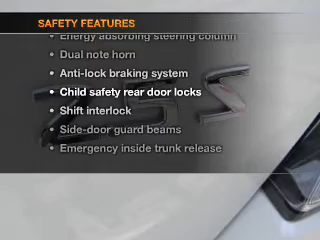 SAFETY FEATURES
• Energy absorbing steering column
• Dual note horn
• Anti-lock braking system
• Child safety rear door locks
• Shift interlock
• Side-door guard beams
• Emergency inside trunk release